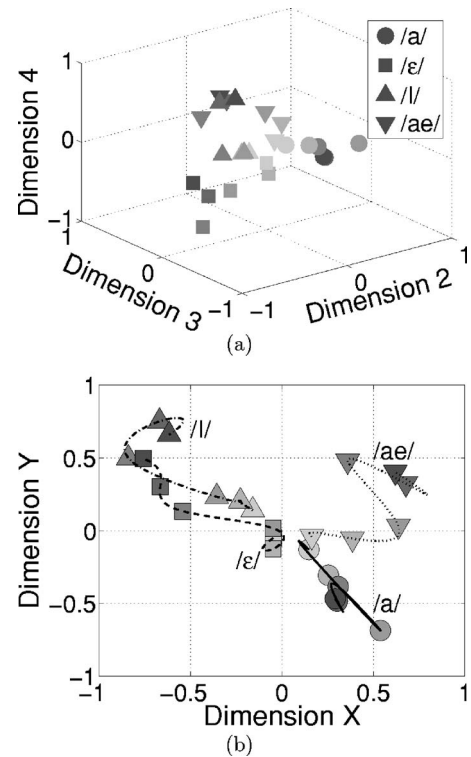 1
0
−1
Dimension 4
1
0
−1
Dimension 3
−1
0
1
Dimension 2
/a/
/ε/
/I/
/ae/
(a)
1
0.5
0
−0.5
−1
Dimension Y
−1
−0.5
0
0.5
1
Dimension X
/I/
/ae/
/ε/
/a/
(b)